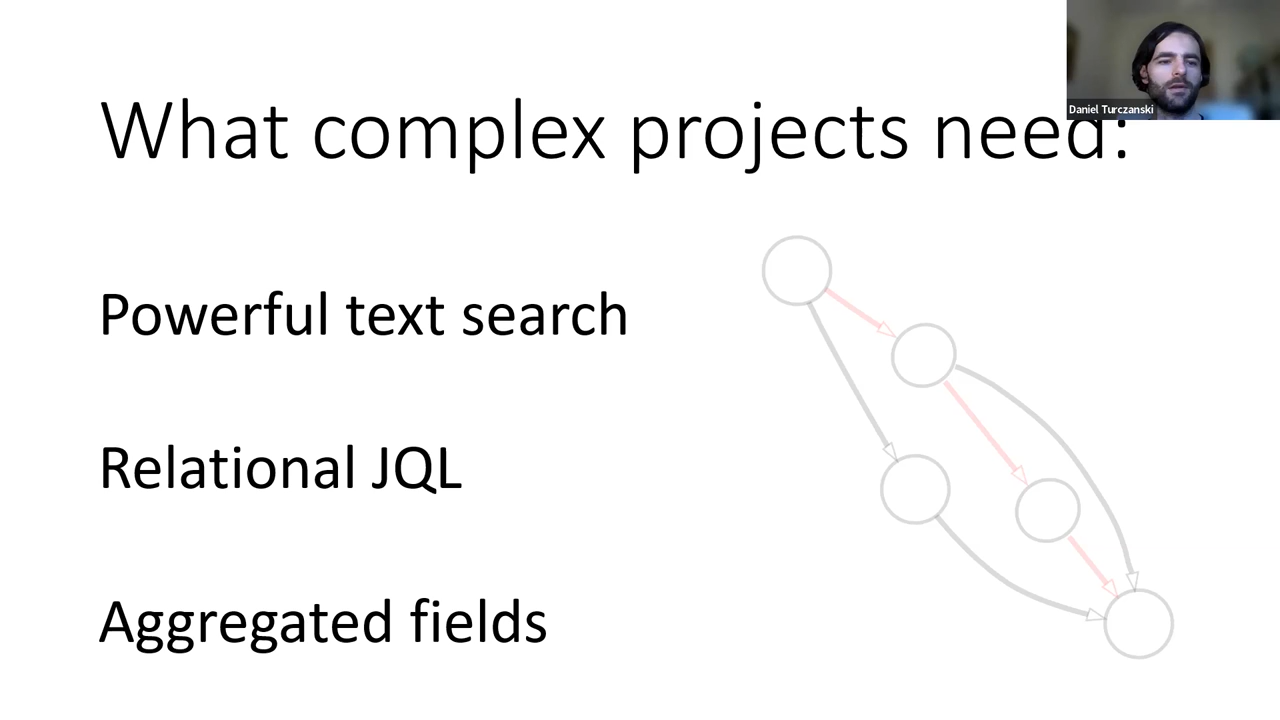 Daniel Turczanski
What complex projects need:
Powerful text search
Relational JQL
Aggregated fields